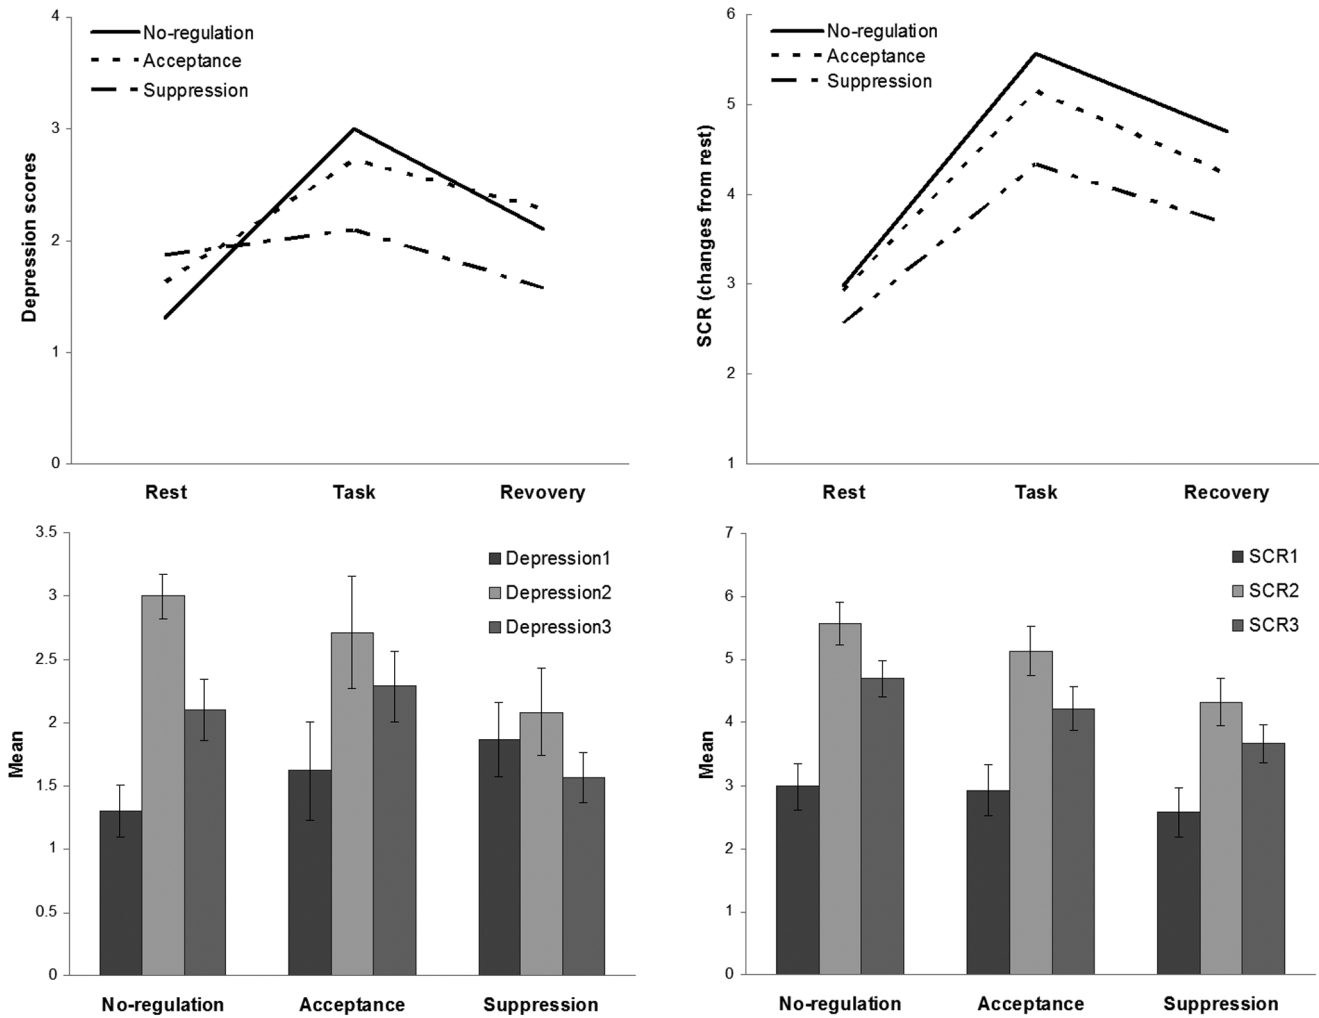 4
3
2
1
0
Depression scores
No-regulation
Acceptance
Suppression
Rest
Task
Revovery
6
5
4
3
2
1
SCR (changes from rest)
No-regulation
Acceptance
Suppression
Rest
Task
Recovery
3.5
3
2.5
2
1.5
1
0.5
0
Mean
Depression1
Depression2
Depression3
No-regulation
Acceptance
Suppression
7
6
5
4
3
2
1
0
Mean
SCR1
SCR2
SCR3
No-regulation
Acceptance
Suppression